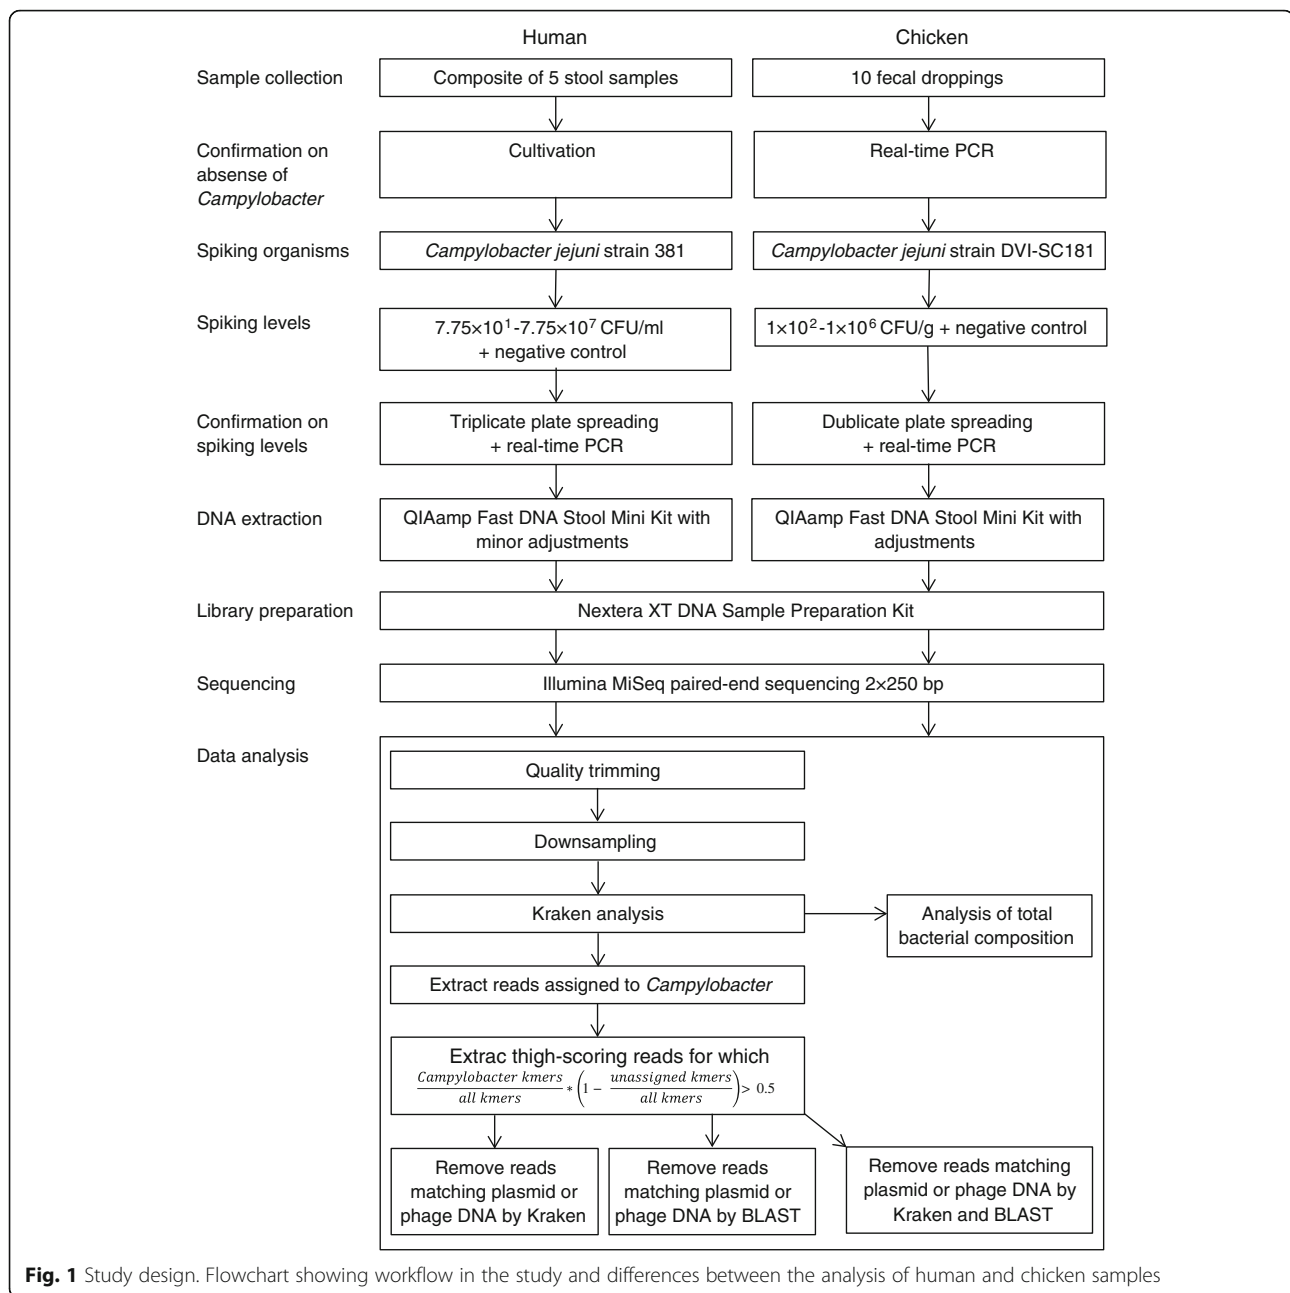 Human
Chicken
Sample collection
Composite of 5 stool samples
10 fecal droppings
Confirmation on
absense of
Campylobacter
Cultivation
Real-time PCR
Spiking organisms
Campylobacter jejuni strain 381
Campylobacter jejuni strain DVI-SC181
Spiking levels
7.75×10¹-7.75×10⁷ CFU/ml
+ negative control
1×10²-1×10⁶ CFU/g + negative control
Confirmation on
spiking levels
Triplicate plate spreading
+ real-time PCR
Dublicate plate spreading
+ real-time PCR
DNA extraction
QIAamp Fast DNA Stool Mini Kit with
minor adjustments
QIAamp Fast DNA Stool Mini Kit with
adjustments
Library preparation
Nextera XT DNA Sample Preparation Kit
Sequencing
Illumina MiSeq paired-end sequencing 2×250 bp
Data analysis
Quality trimming
Downsampling
Kraken analysis
Analysis of total
bacterial composition
Extract reads assigned to Campylobacter
Extrac thigh-scoring reads for which
Campylobacter kmers / all kmers * (1 − unassigned kmers / all kmers) > 0.5
Remove reads
matching plasmid or
phage DNA by Kraken
Remove reads
matching plasmid or
phage DNA by BLAST
Remove reads matching
plasmid or phage DNA by
Kraken and BLAST
Fig. 1 Study design. Flowchart showing workflow in the study and differences between the analysis of human and chicken samples